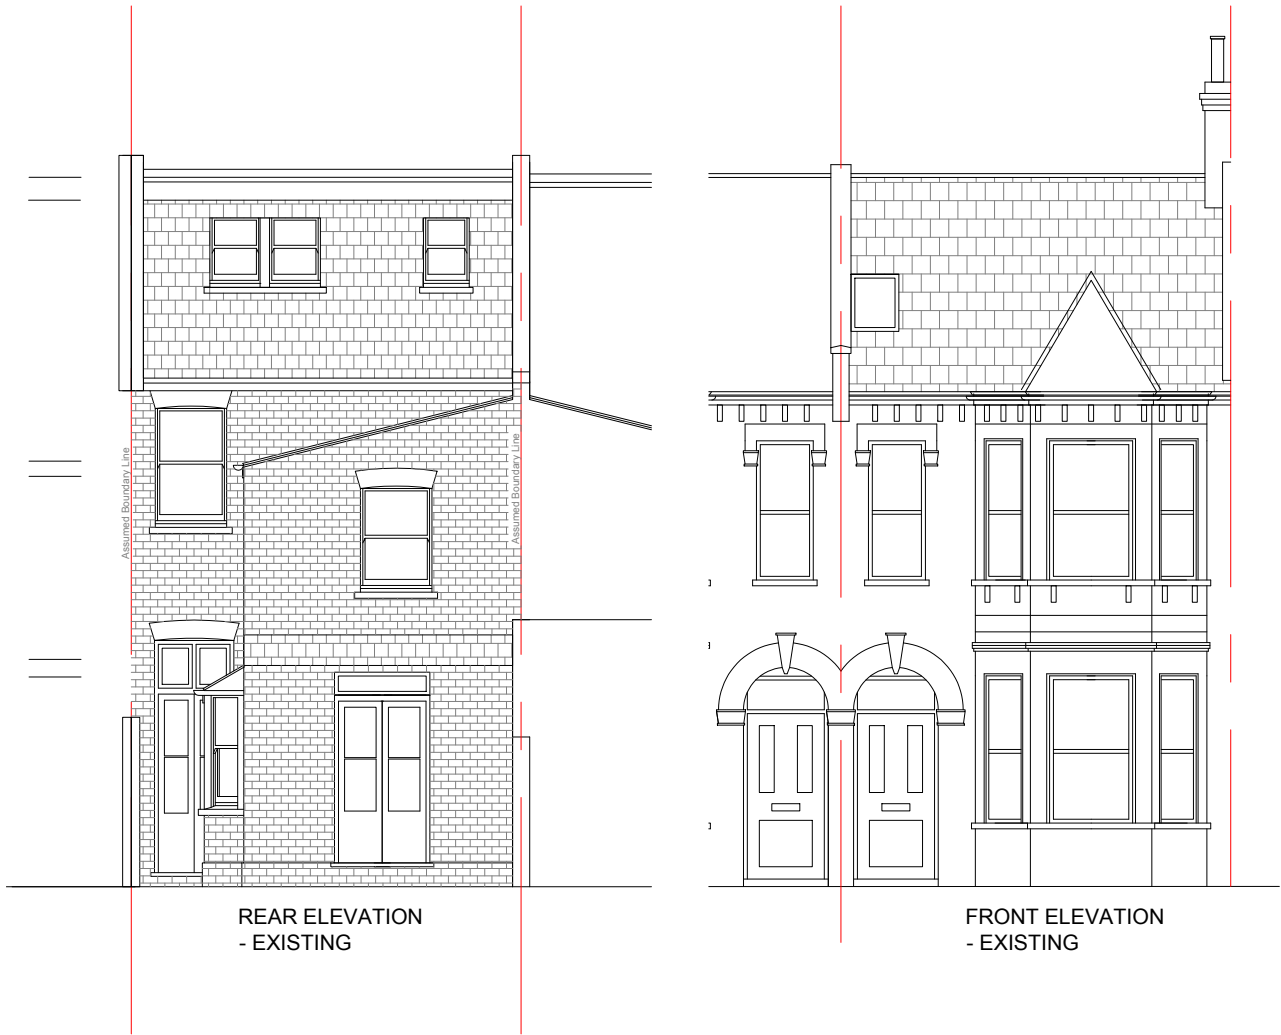 Assumed Boundary Line
Assumed Boundary Line
REAR ELEVATION
- EXISTING
FRONT ELEVATION
- EXISTING